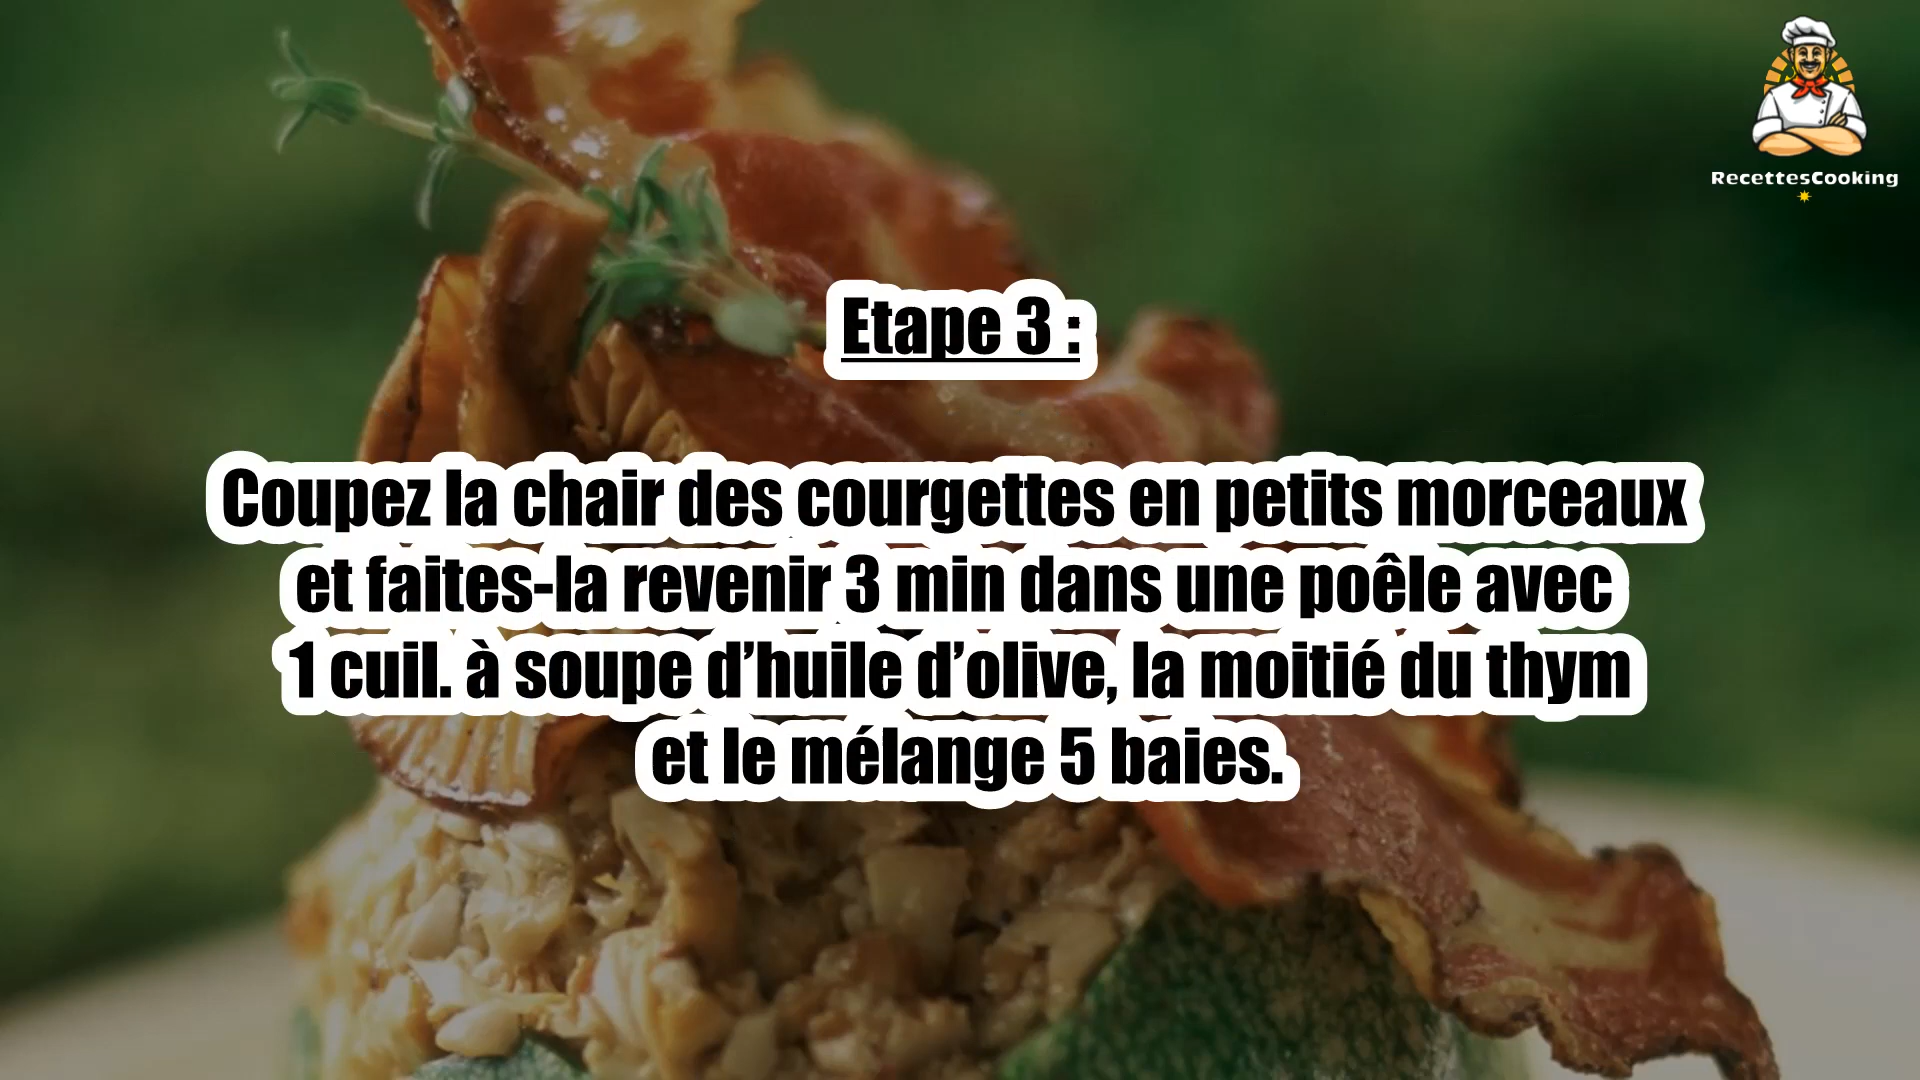 RecettesCooking
Etape 3 :
Coupez la chair des courgettes en petits morceaux
et faites-la revenir 3 min dans une poêle avec
1 cuil. à soupe d’huile d’olive, la moitié du thym
et le mélange 5 baies.